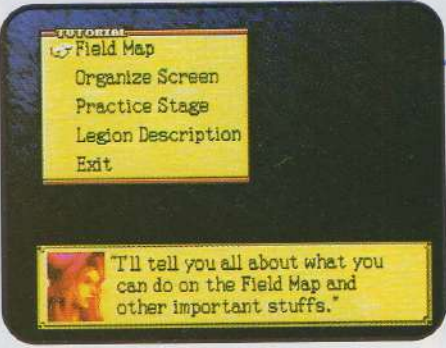 TUTORIAL
Field Map
Organize Screen
Practice Stage
Legion Description
Exit
"I'll tell you all about what you
can do on the Field Map and
other important stuffs."